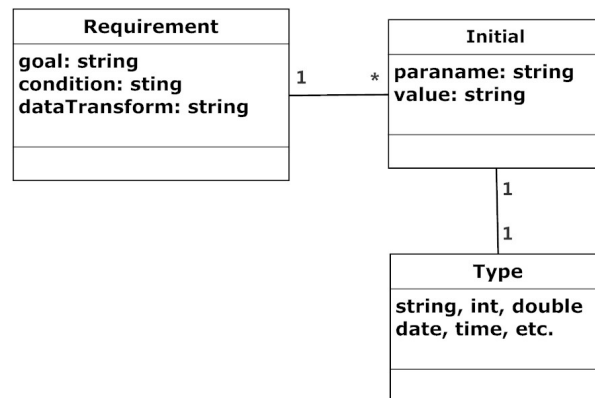 Requirement
goal: string
condition: sting
dataTransform: string
1
*
Initial
paraname: string
value: string
1
1
Type
string, int, double
date, time, etc.